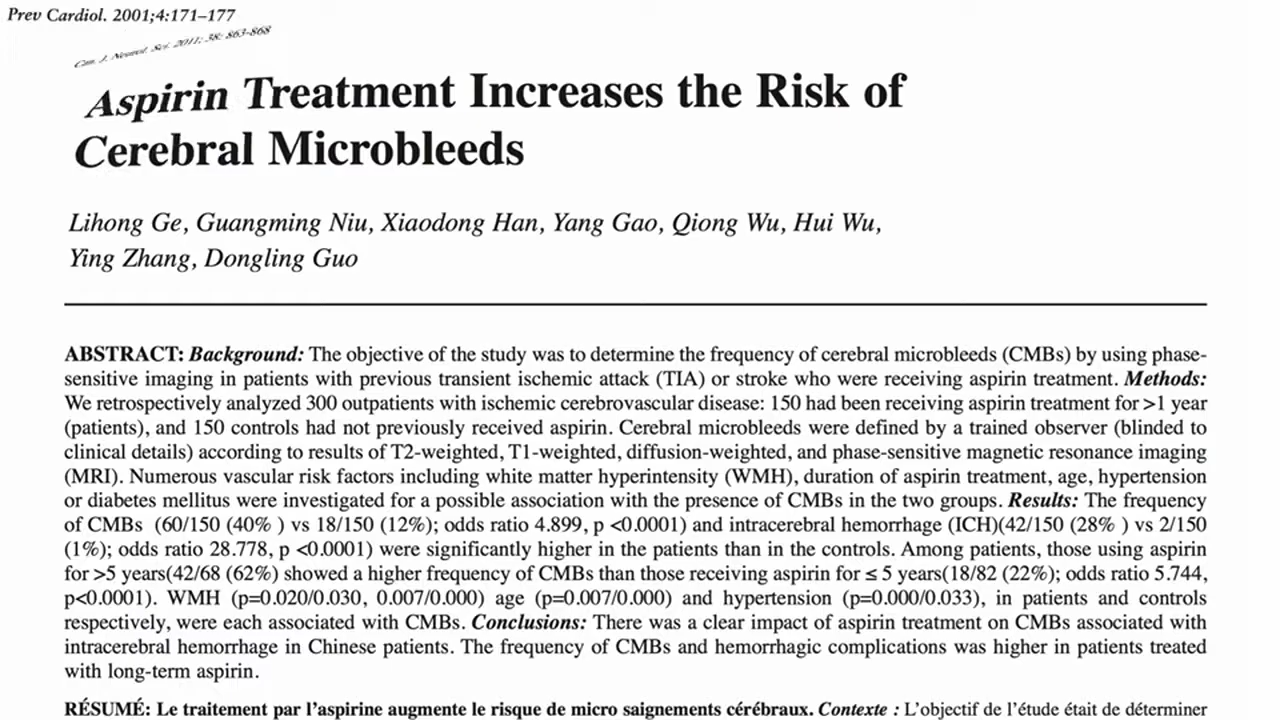 Prev Cardiol. 2001;4:171–177
Can. J. Neurol. Sci. 2011; 38: 863-868
Aspirin Treatment Increases the Risk of
Cerebral Microbleeds
Lihong Ge, Guangming Niu, Xiaodong Han, Yang Gao, Qiong Wu, Hui Wu,
Ying Zhang, Dongling Guo
ABSTRACT: Background: The objective of the study was to determine the frequency of cerebral microbleeds (CMBs) by using phase-
sensitive imaging in patients with previous transient ischemic attack (TIA) or stroke who were receiving aspirin treatment. Methods:
We retrospectively analyzed 300 outpatients with ischemic cerebrovascular disease: 150 had been receiving aspirin treatment for >1 year
(patients), and 150 controls had not previously received aspirin. Cerebral microbleeds were defined by a trained observer (blinded to
clinical details) according to results of T2-weighted, T1-weighted, diffusion-weighted, and phase-sensitive magnetic resonance imaging
(MRI). Numerous vascular risk factors including white matter hyperintensity (WMH), duration of aspirin treatment, age, hypertension
or diabetes mellitus were investigated for a possible association with the presence of CMBs in the two groups. Results: The frequency
of CMBs (60/150 (40% ) vs 18/150 (12%); odds ratio 4.899, p <0.0001) and intracerebral hemorrhage (ICH)(42/150 (28% ) vs 2/150
(1%); odds ratio 28.778, p <0.0001) were significantly higher in the patients than in the controls. Among patients, those using aspirin
for >5 years(42/68 (62%) showed a higher frequency of CMBs than those receiving aspirin for ≤ 5 years(18/82 (22%); odds ratio 5.744,
p<0.0001). WMH (p=0.020/0.030, 0.007/0.000) age (p=0.007/0.000) and hypertension (p=0.000/0.033), in patients and controls
respectively, were each associated with CMBs. Conclusions: There was a clear impact of aspirin treatment on CMBs associated with
intracerebral hemorrhage in Chinese patients. The frequency of CMBs and hemorrhagic complications was higher in patients treated
with long-term aspirin.
RÉSUMÉ: Le traitement par l'aspirine augmente le risque de micro saignements cérébraux. Contexte : L'objectif de l'étude était de déterminer